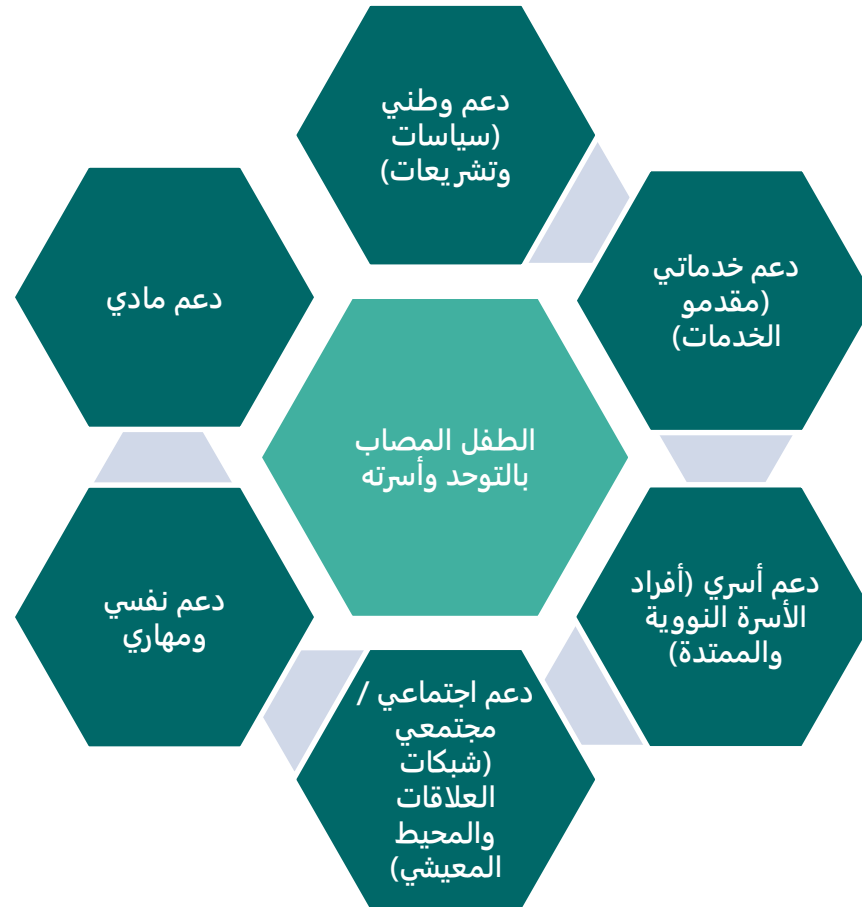 دعم وطني
(سياسات
وتشريعات)
دعم خدماتي
(مقدمو
الخدمات)
دعم مادي
الطفل المصاب
بالتوحد وأسرته
دعم أسري (أفراد
الأسرة النووية
والممتدة)
دعم نفسي
ومهاري
دعم اجتماعي /
مجتمعي
(شبكات
العلاقات
والمحيط
المعيشي)